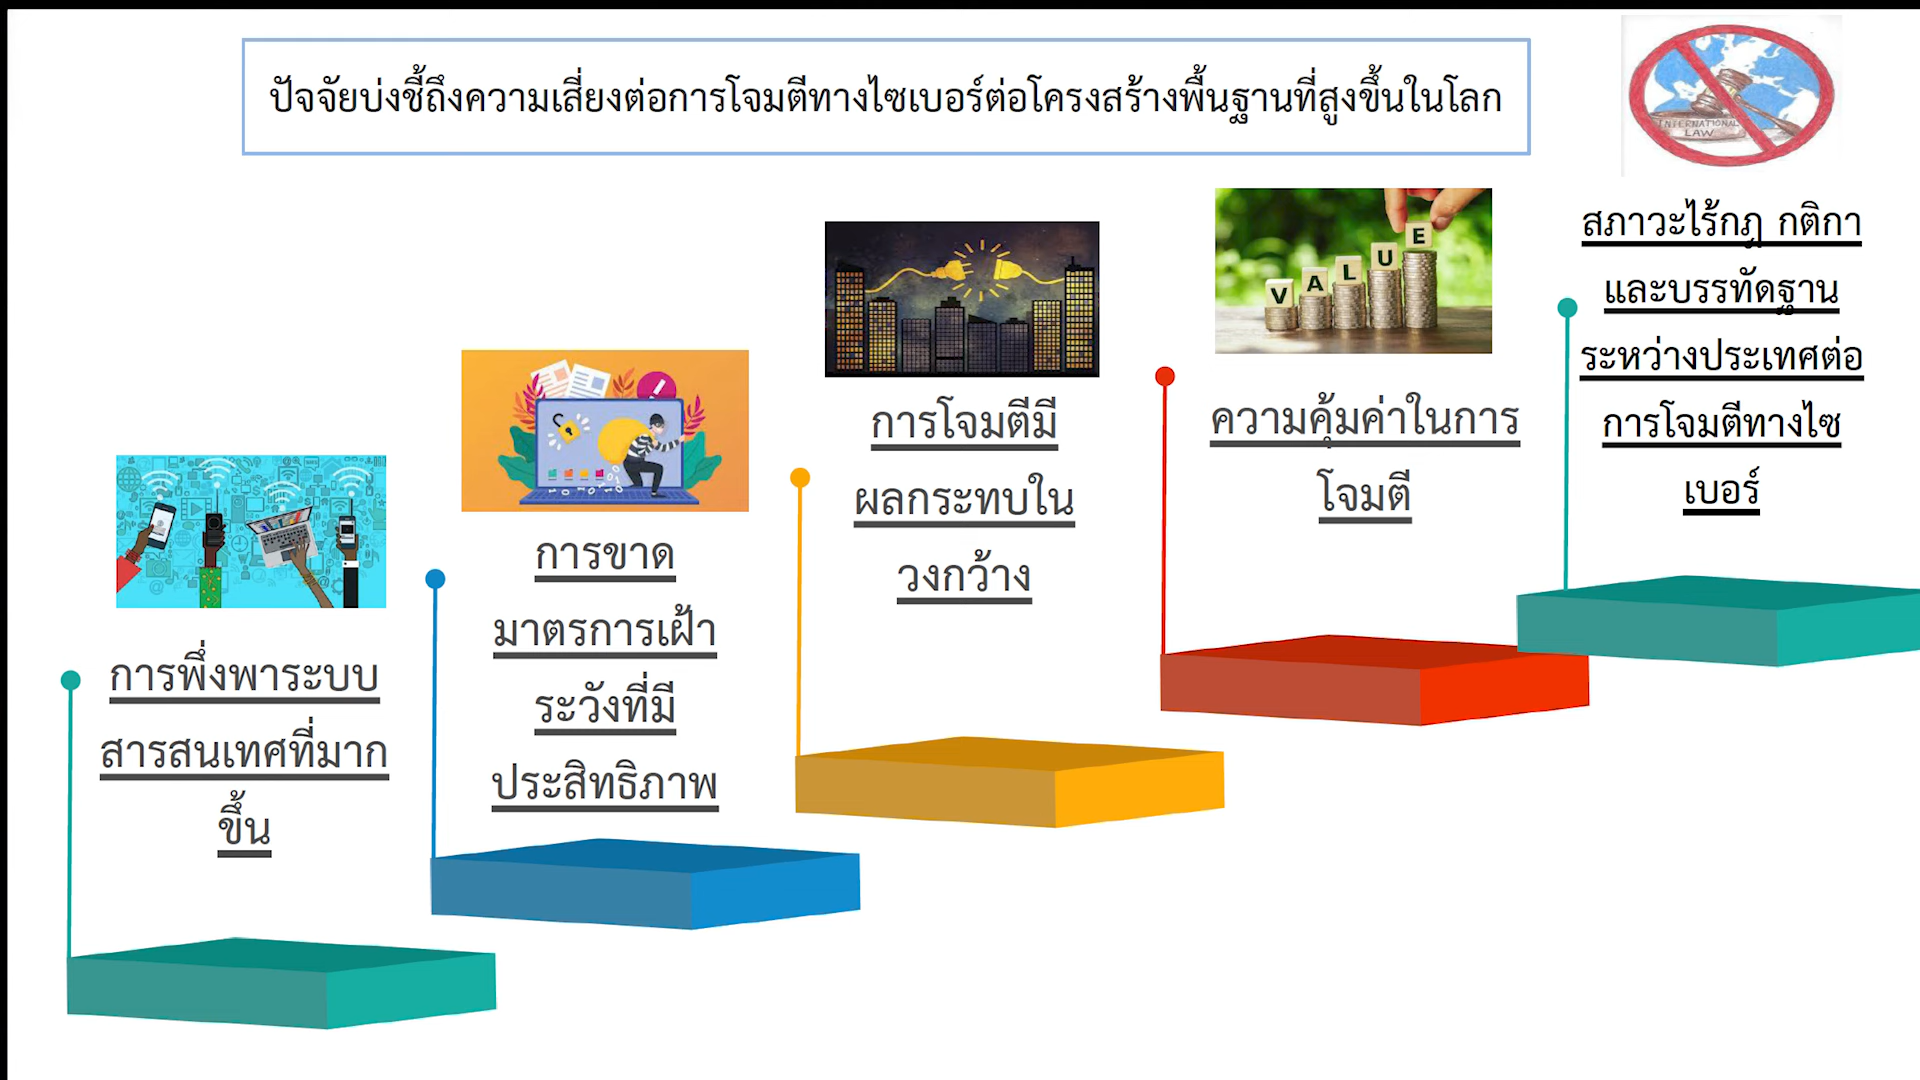 ปัจจัยบ่งชี้ถึงความเสี่ยงต่อการโจมตีทางไซเบอร์ต่อโครงสร้างพื้นฐานที่สูงขึ้นในโลก
INTERNATIONAL
LAW
การพึ่งพาระบบ
สารสนเทศที่มาก
ขึ้น
การขาด
มาตรการเฝ้า
ระวังที่มี
ประสิทธิภาพ
การโจมตีมี
ผลกระทบใน
วงกว้าง
VALUE
ความคุ้มค่าในการ
โจมตี
สภาวะไร้กฎ กติกา
และบรรทัดฐาน
ระหว่างประเทศต่อ
การโจมตีทางไซ
เบอร์